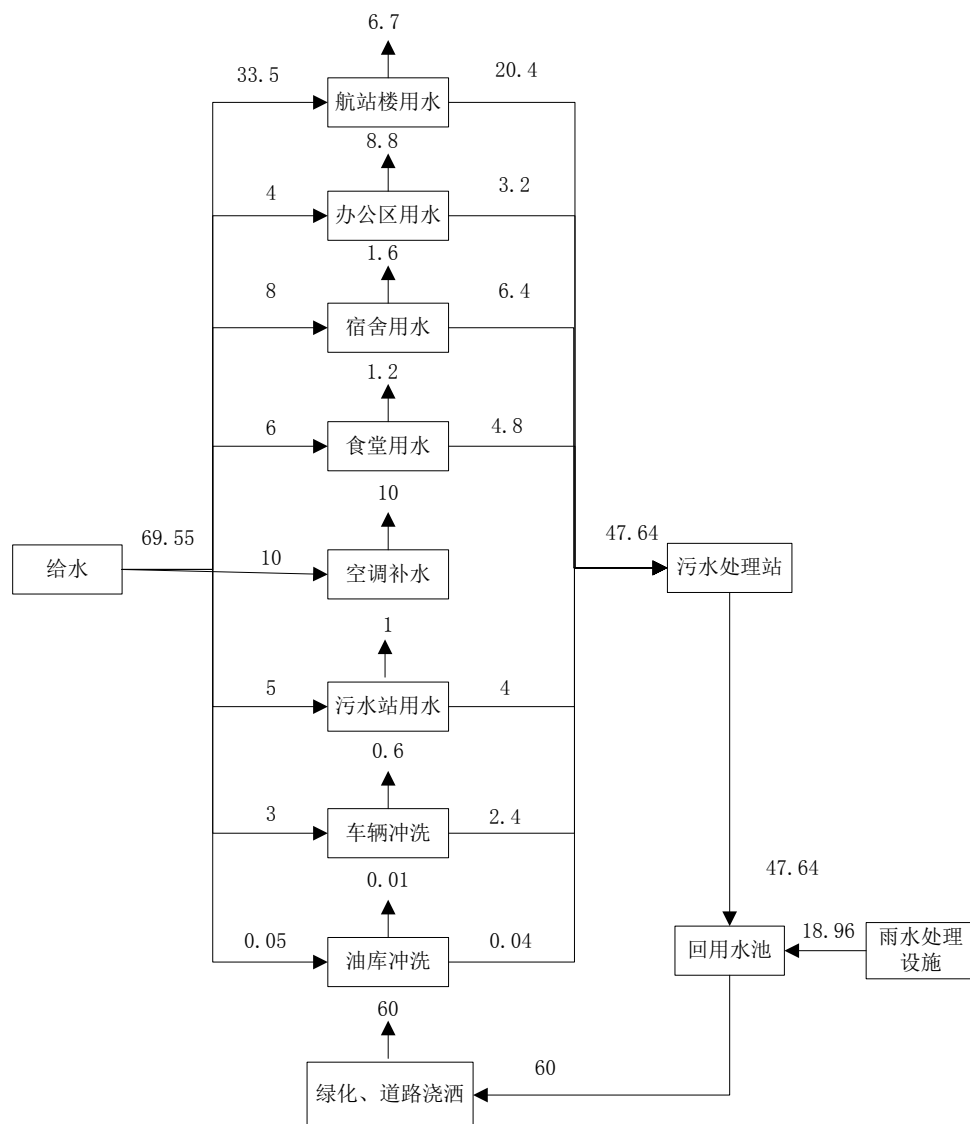 6.7
33.5
航站楼用水
20.4
8.8
4
办公区用水
3.2
1.6
8
宿舍用水
6.4
1.2
6
食堂用水
4.8
10
给水
69.55
10
空调补水
47.64
污水处理站
1
5
污水站用水
4
0.6
3
车辆冲洗
2.4
0.01
47.64
0.05
油库冲洗
0.04
回用水池
18.96
雨水处理
设施
60
绿化、道路浇洒
60